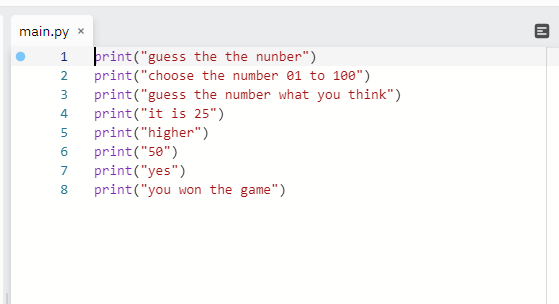 main.py ×
1 print("guess the the nunber")
2 print("choose the number 01 to 100")
3 print("guess the number what you think")
4 print("it is 25")
5 print("higher")
6 print("50")
7 print("yes")
8 print("you won the game")